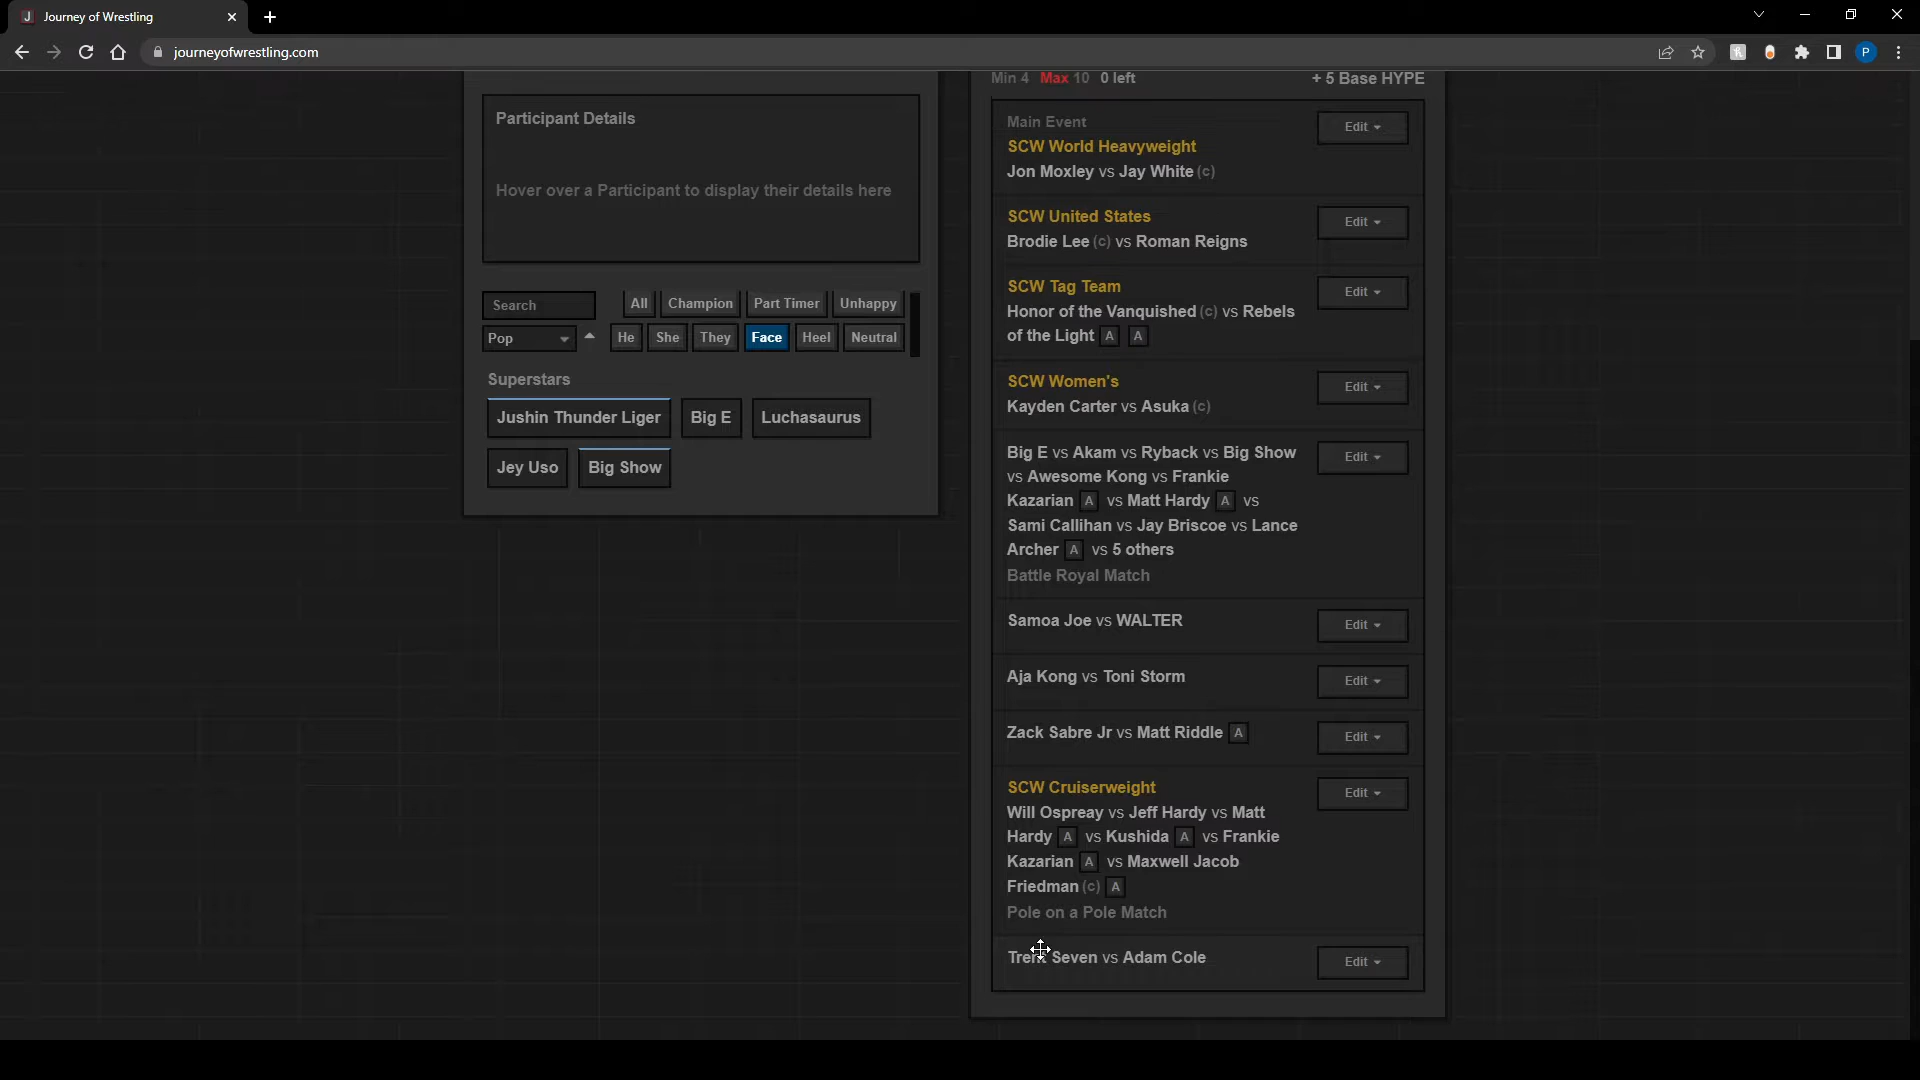 Journey of Wrestling
journeyofwrestling.com
P
Participant Details
Hover over a Participant to display their details here
Search
All Champion Part Timer Unhappy
Pop
He She They Face Heel Neutral
Superstars
Jushin Thunder Liger Big E Luchasaurus
Jey Uso Big Show
Min 4 Max 10 0 left + 5 Base HYPE
Main Event
Edit
SCW World Heavyweight
Jon Moxley vs Jay White (c)
SCW United States
Edit
Brodie Lee (c) vs Roman Reigns
SCW Tag Team
Edit
Honor of the Vanquished (c) vs Rebels
of the Light A A
SCW Women's
Edit
Kayden Carter vs Asuka (c)
Big E vs Akam vs Ryback vs Big Show
Edit
vs Awesome Kong vs Frankie
Kazarian A vs Matt Hardy A vs
Sami Callihan vs Jay Briscoe vs Lance
Archer A vs 5 others
Battle Royal Match
Samoa Joe vs WALTER
Edit
Aja Kong vs Toni Storm
Edit
Zack Sabre Jr vs Matt Riddle A
Edit
SCW Cruiserweight
Edit
Will Ospreay vs Jeff Hardy vs Matt
Hardy A vs Kushida A vs Frankie
Kazarian A vs Maxwell Jacob
Friedman (c) A
Pole on a Pole Match
Trent Seven vs Adam Cole
Edit